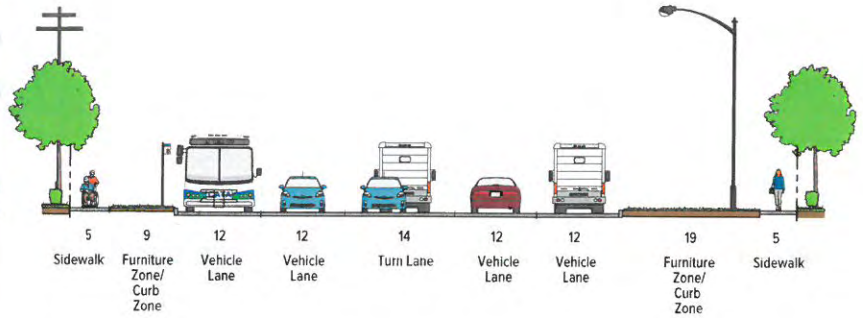 5 9 12 12 14 12 12 19 5
Sidewalk Furniture Vehicle Vehicle Turn Lane Vehicle Vehicle Furniture Sidewalk
Zone/ Lane Lane Lane Lane Zone/
Curb Curb
Zone Zone